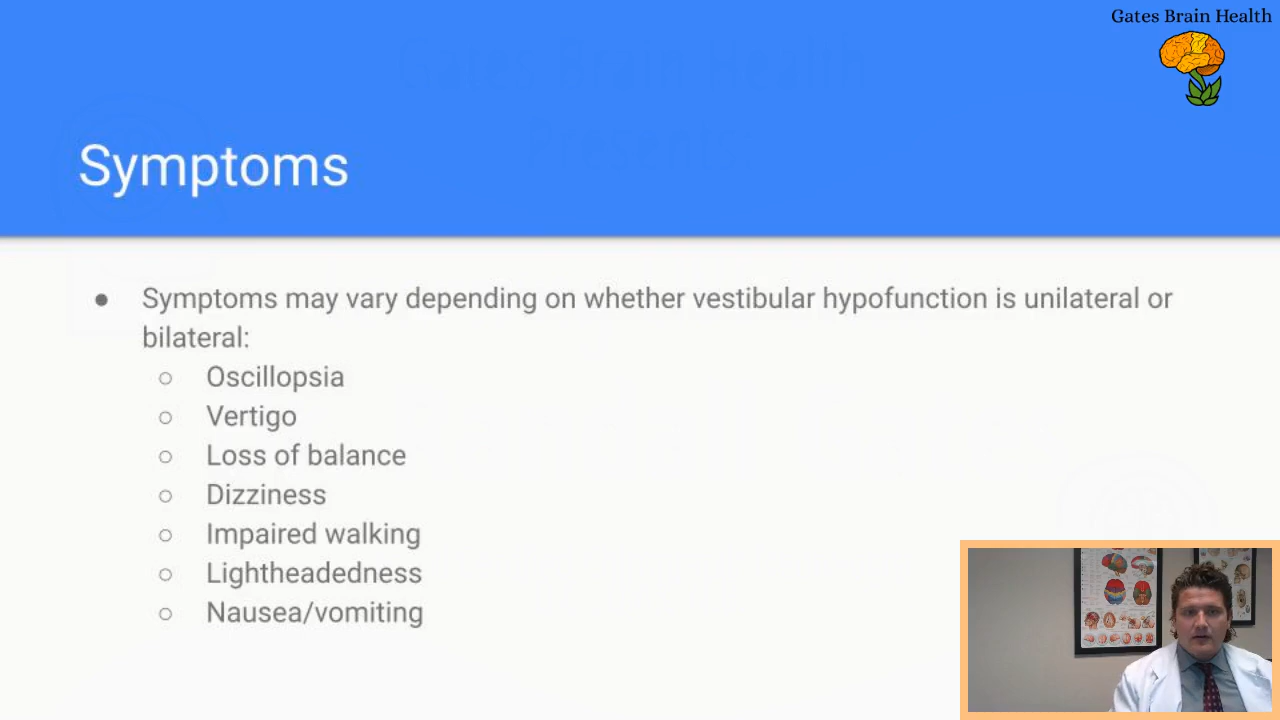 Gates Brain Health
Symptoms
● Symptoms may vary depending on whether vestibular hypofunction is unilateral or
bilateral:
○ Oscillopsia
○ Vertigo
○ Loss of balance
○ Dizziness
○ Impaired walking
○ Lightheadedness
○ Nausea/vomiting